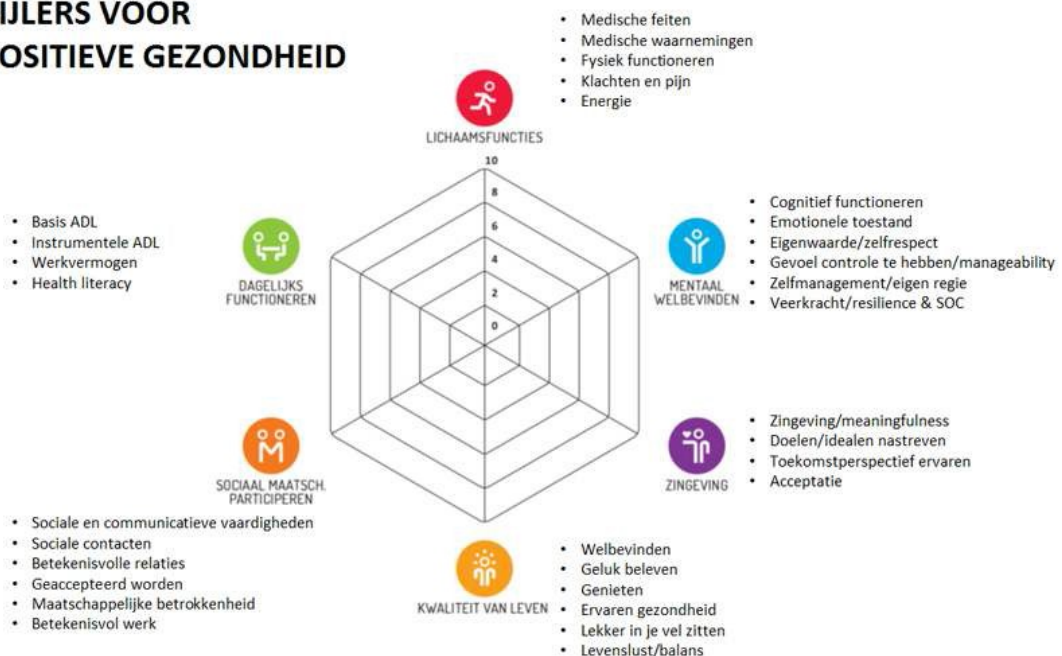 IJLERS VOOR
OSITIEVE GEZONDHEID
• Medische feiten
• Medische waarnemingen
• Fysiek functioneren
• Klachten en pijn
• Energie
LICHAAMSFUNCTIES
10
8
6
4
2
0
• Cognitief functioneren
• Emotionele toestand
• Eigenwaarde/zelfrespect
• Gevoel controle te hebben/manageability
• Zelfmanagement/eigen regie
• Veerkracht/resilience & SOC
MENTAAL
WELBEVINDEN
• Basis ADL
• Instrumentele ADL
• Werkvermogen
• Health literacy
DAGELIJKS
FUNCTIONEREN
• Zingeving/meaningfulness
• Doelen/idealen nastreven
• Toekomstperspectief ervaren
• Acceptatie
ZINGEVING
SOCIAAL MAATSCH.
PARTICIPEREN
• Sociale en communicatieve vaardigheden
• Sociale contacten
• Betekenisvolle relaties
• Geaccepteerd worden
• Maatschappelijke betrokkenheid
• Betekenisvol werk
KWALITEIT VAN LEVEN
• Welbevinden
• Geluk beleven
• Genieten
• Ervaren gezondheid
• Lekker in je vel zitten
• Levenslust/balans